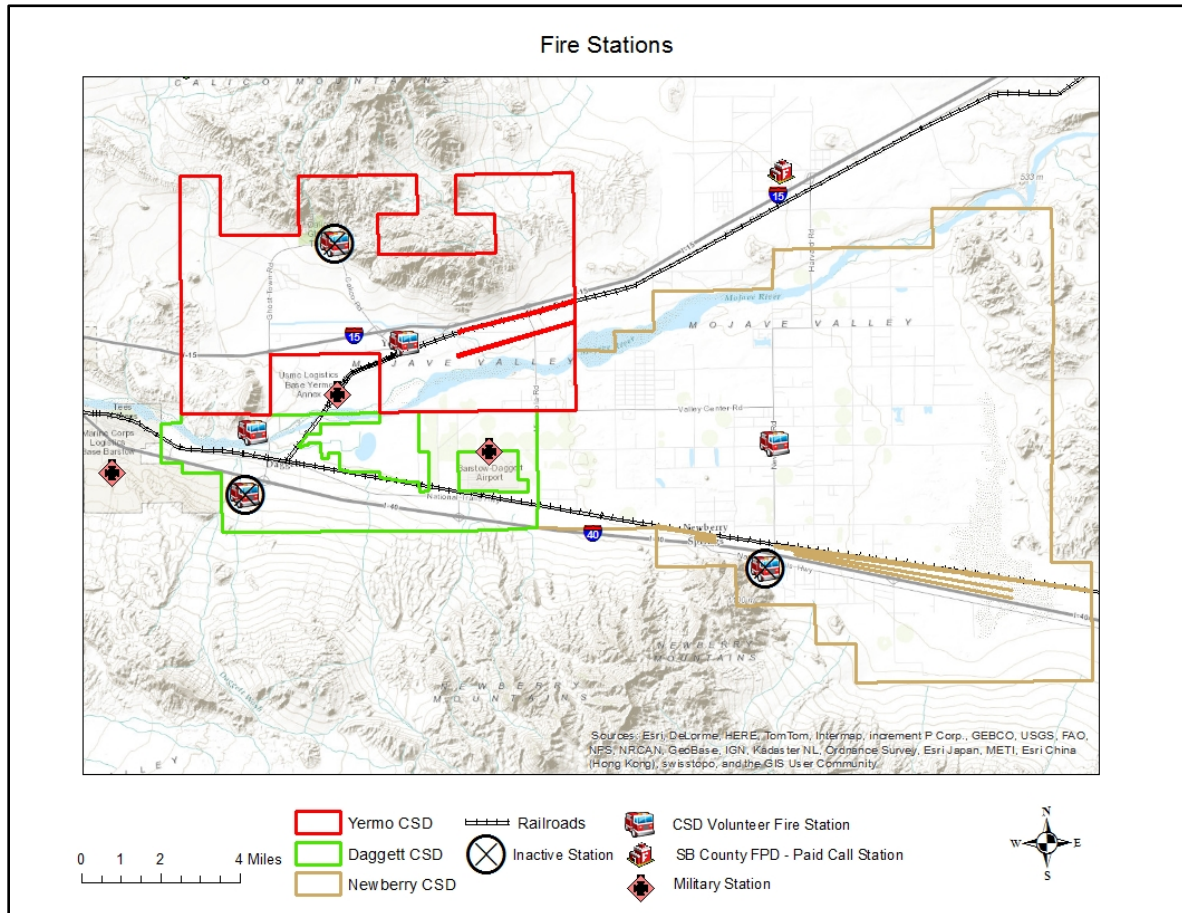 Fire Stations
CALICO MOUNTAINS
533 m
15
I-15
Harvard Rd
Ghost Town Rd
Calico Rd
15
I-15
I-15
Mojave River
MOJAVE VALLEY
MOJAVE VALLEY
Usmc Logistics
Base Yermo
Annex
Valley Center Rd
Marine Corps
Logistics
Base Barstow
Barstow-Daggett
Airport
I-40
40
Newberry
Springs
I-40
NEWBERRY
MOUNTAINS
NEWBERRY
MOUNTAINS
Daggett Wash
VALLEY
Sources: Esri, DeLorme, HERE, TomTom, Intermap, increment P Corp., GEBCO, USGS, FAO,
NPS, NRCAN, GeoBase, IGN, Kadaster NL, Ordnance Survey, Esri Japan, METI, Esri China
(Hong Kong), swisstopo, and the GIS User Community
Yermo CSD
Railroads
CSD Volunteer Fire Station
Daggett CSD
Inactive Station
SB County FPD - Paid Call Station
Newberry CSD
Military Station
0 1 2 4 Miles
N
W E
S